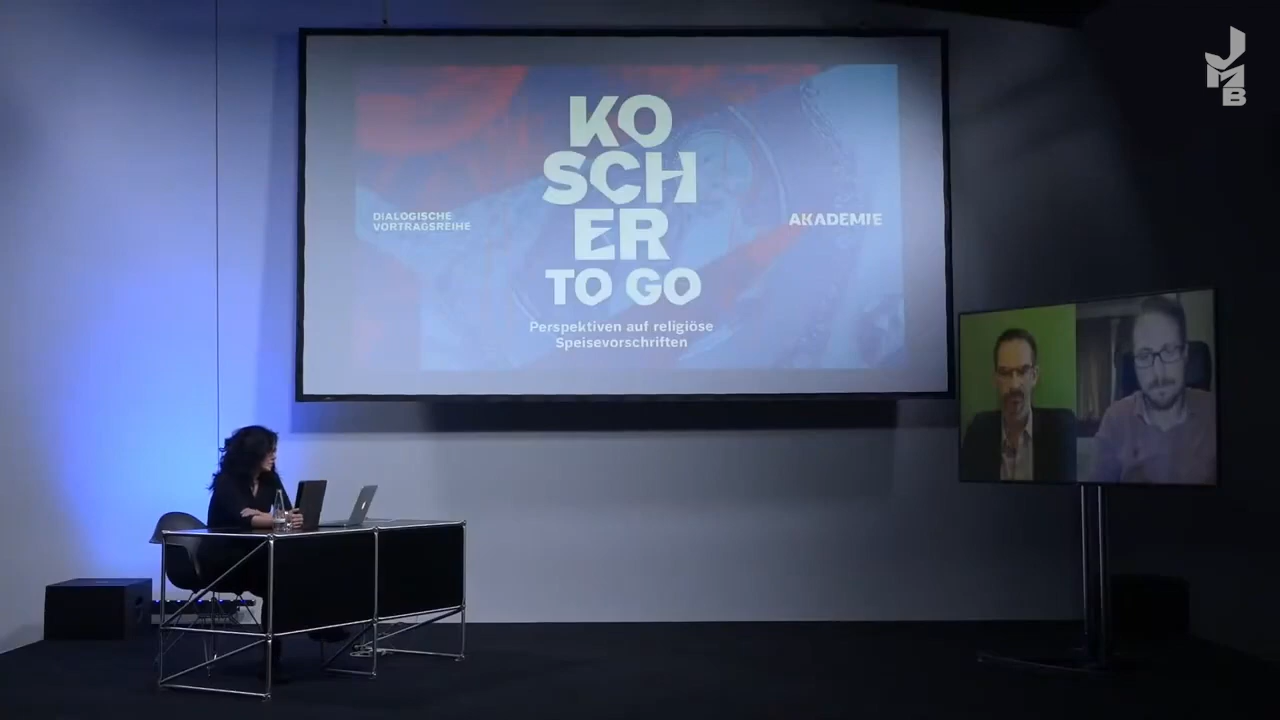 JMB
KO
SCH
ER
TO GO
DIALOGISCHE
VORTRAGSREIHE
AKADEMIE
Perspektiven auf religiöse
Speisevorschriften